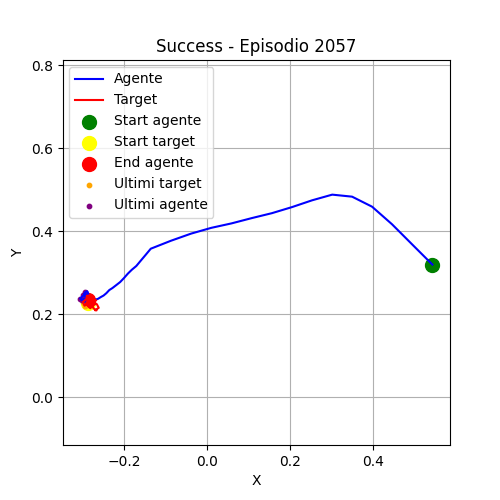 Success - Episodio 2057
Agente
Target
Start agente
Start target
End agente
Ultimi target
Ultimi agente
Y
0.8
0.6
0.4
0.2
0.0
−0.2
0.0
0.2
0.4
X